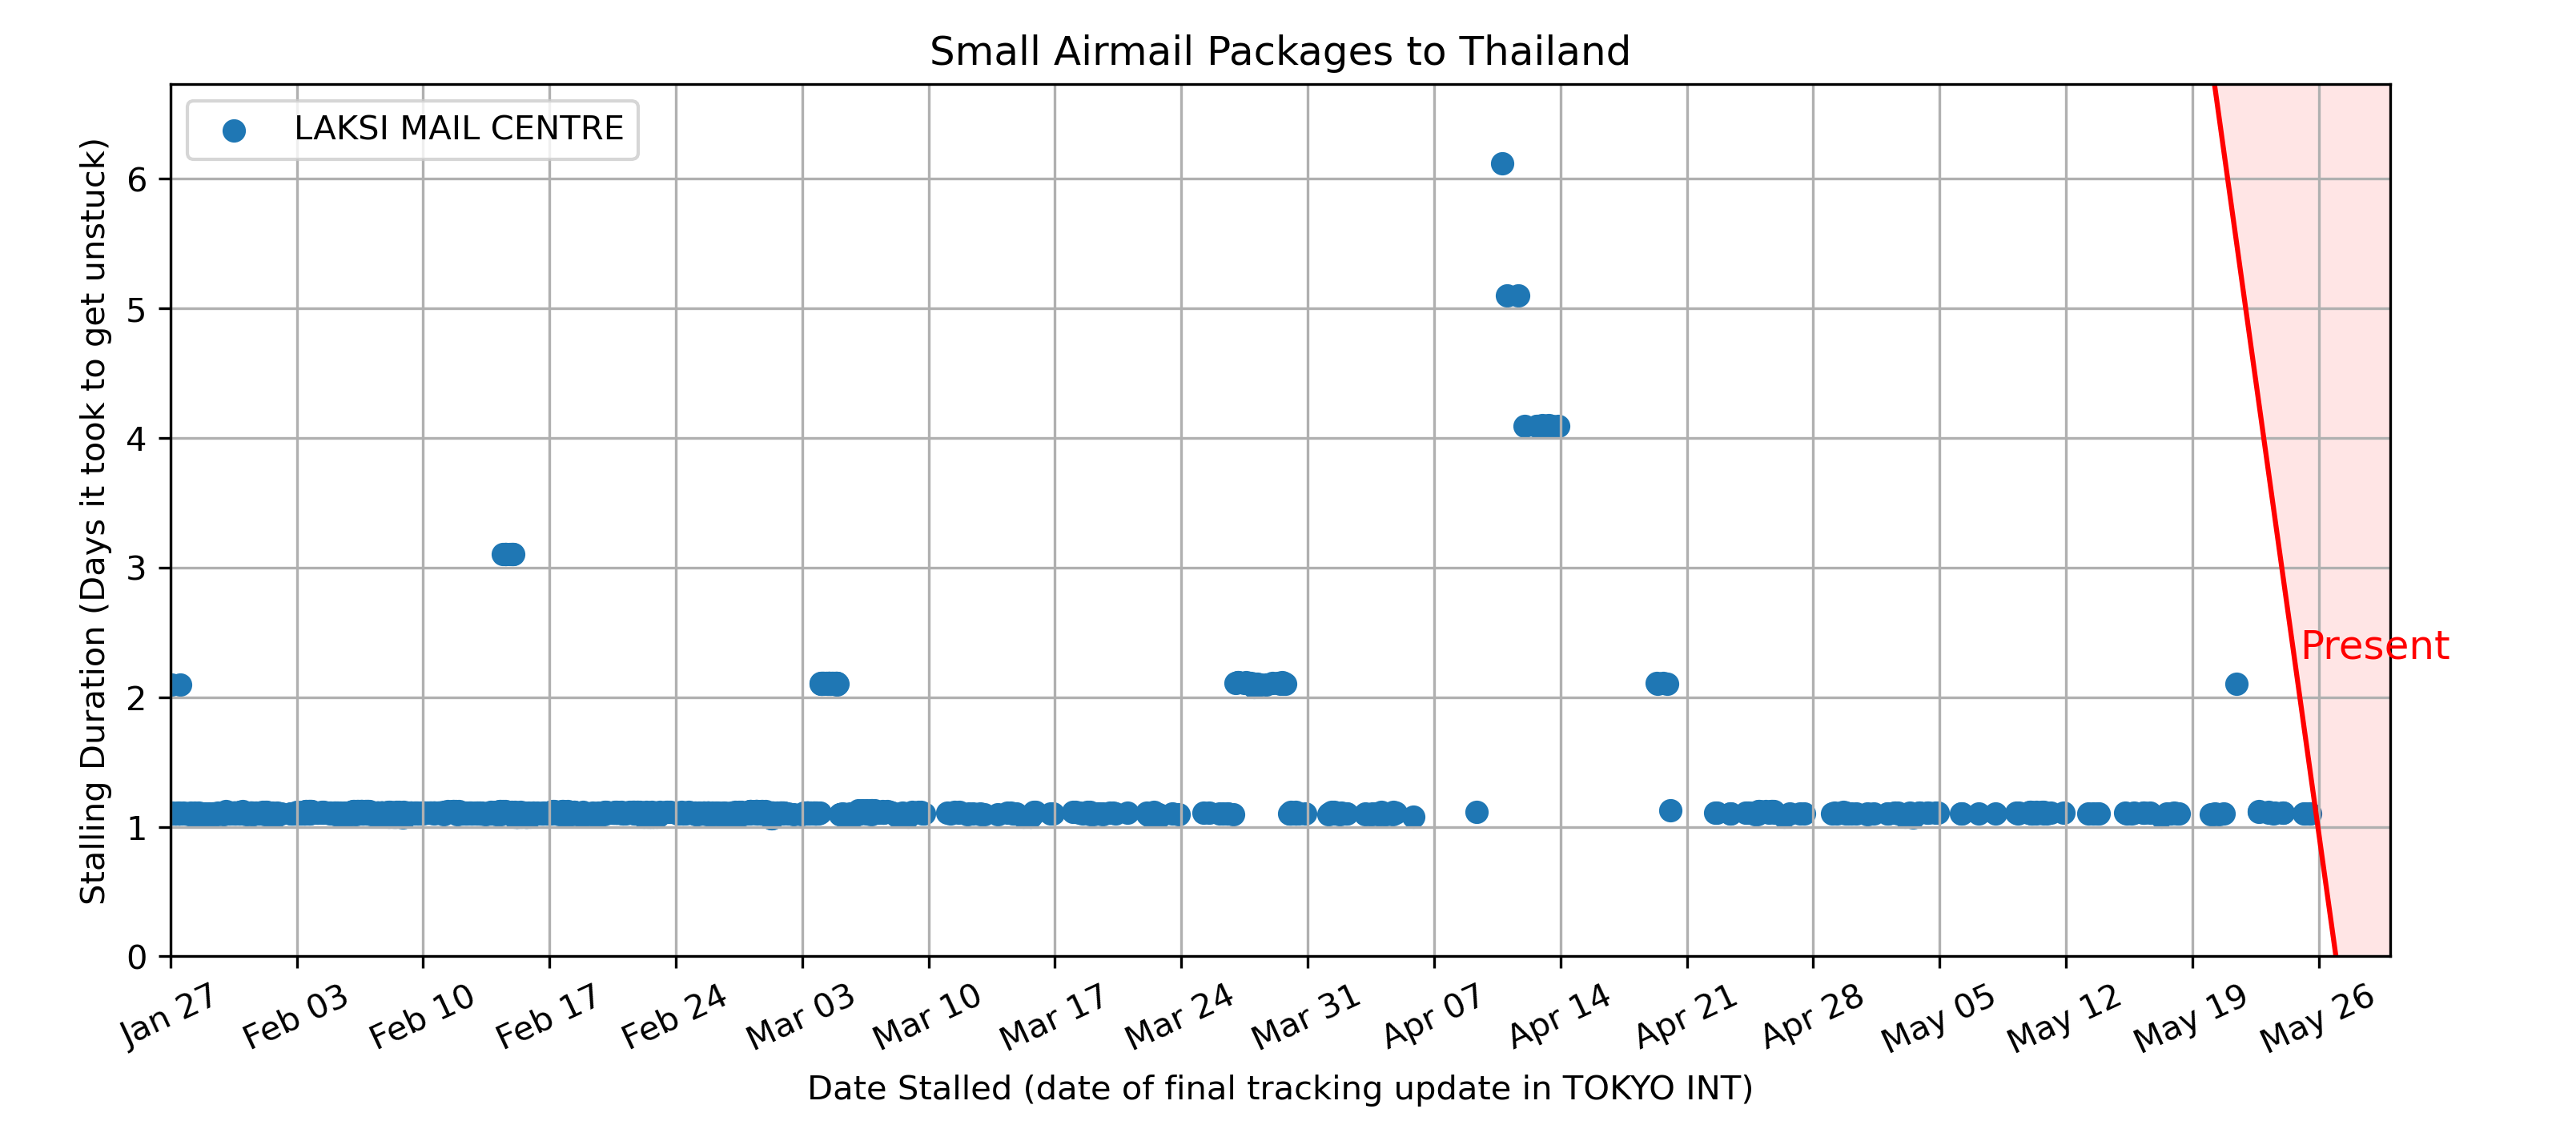 Small Airmail Packages to Thailand
LAKSI MAIL CENTRE
Stalling Duration (Days it took to get unstuck)
6
5
4
3
2
1
0
Present
Jan 27
Feb 03
Feb 10
Feb 17
Feb 24
Mar 03
Mar 10
Mar 17
Mar 24
Mar 31
Apr 07
Apr 14
Apr 21
Apr 28
May 05
May 12
May 19
May 26
Date Stalled (date of final tracking update in TOKYO INT)